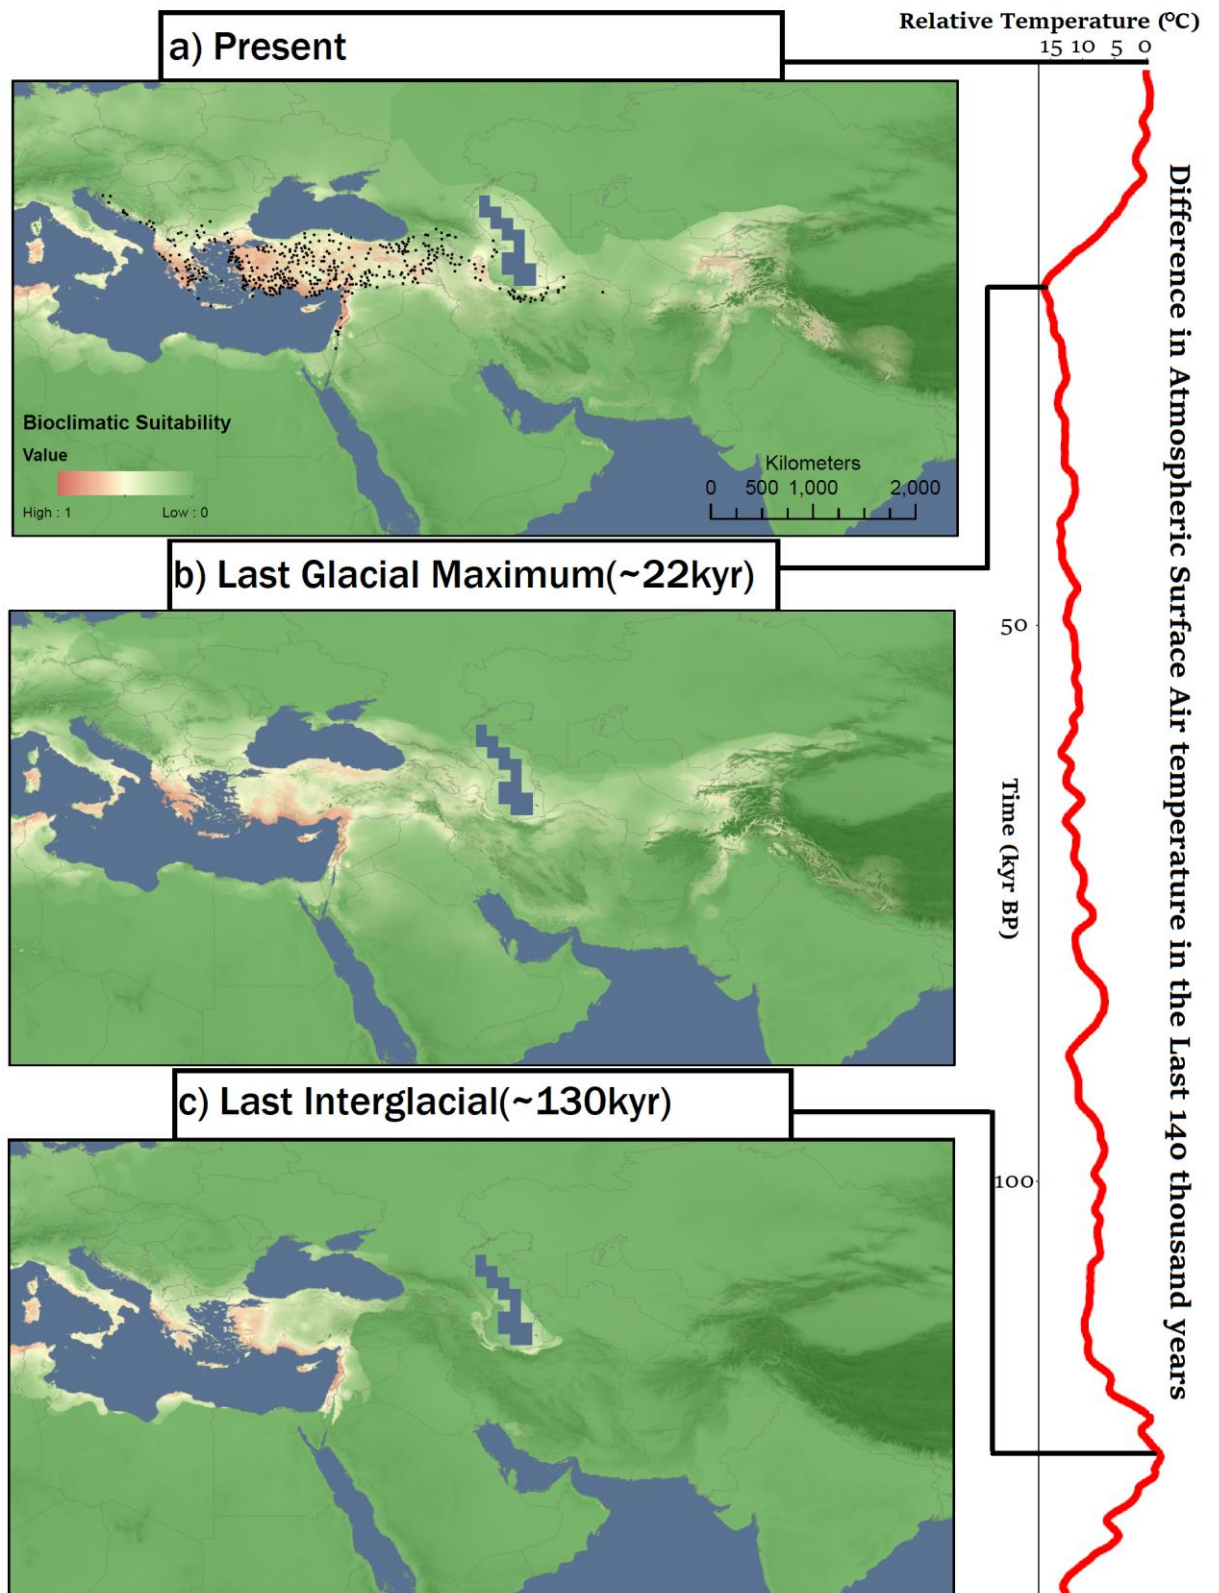 Relative Temperature (°C)
15 10 5 0
a) Present
Bioclimatic Suitability
Value
High : 1 Low : 0
Kilometers
0 500 1,000 2,000
b) Last Glacial Maximum(~22kyr)
c) Last Interglacial(~130kyr)
50
Time (kyr BP)
100
Difference in Atmospheric Surface Air temperature in the Last 140 thousand years